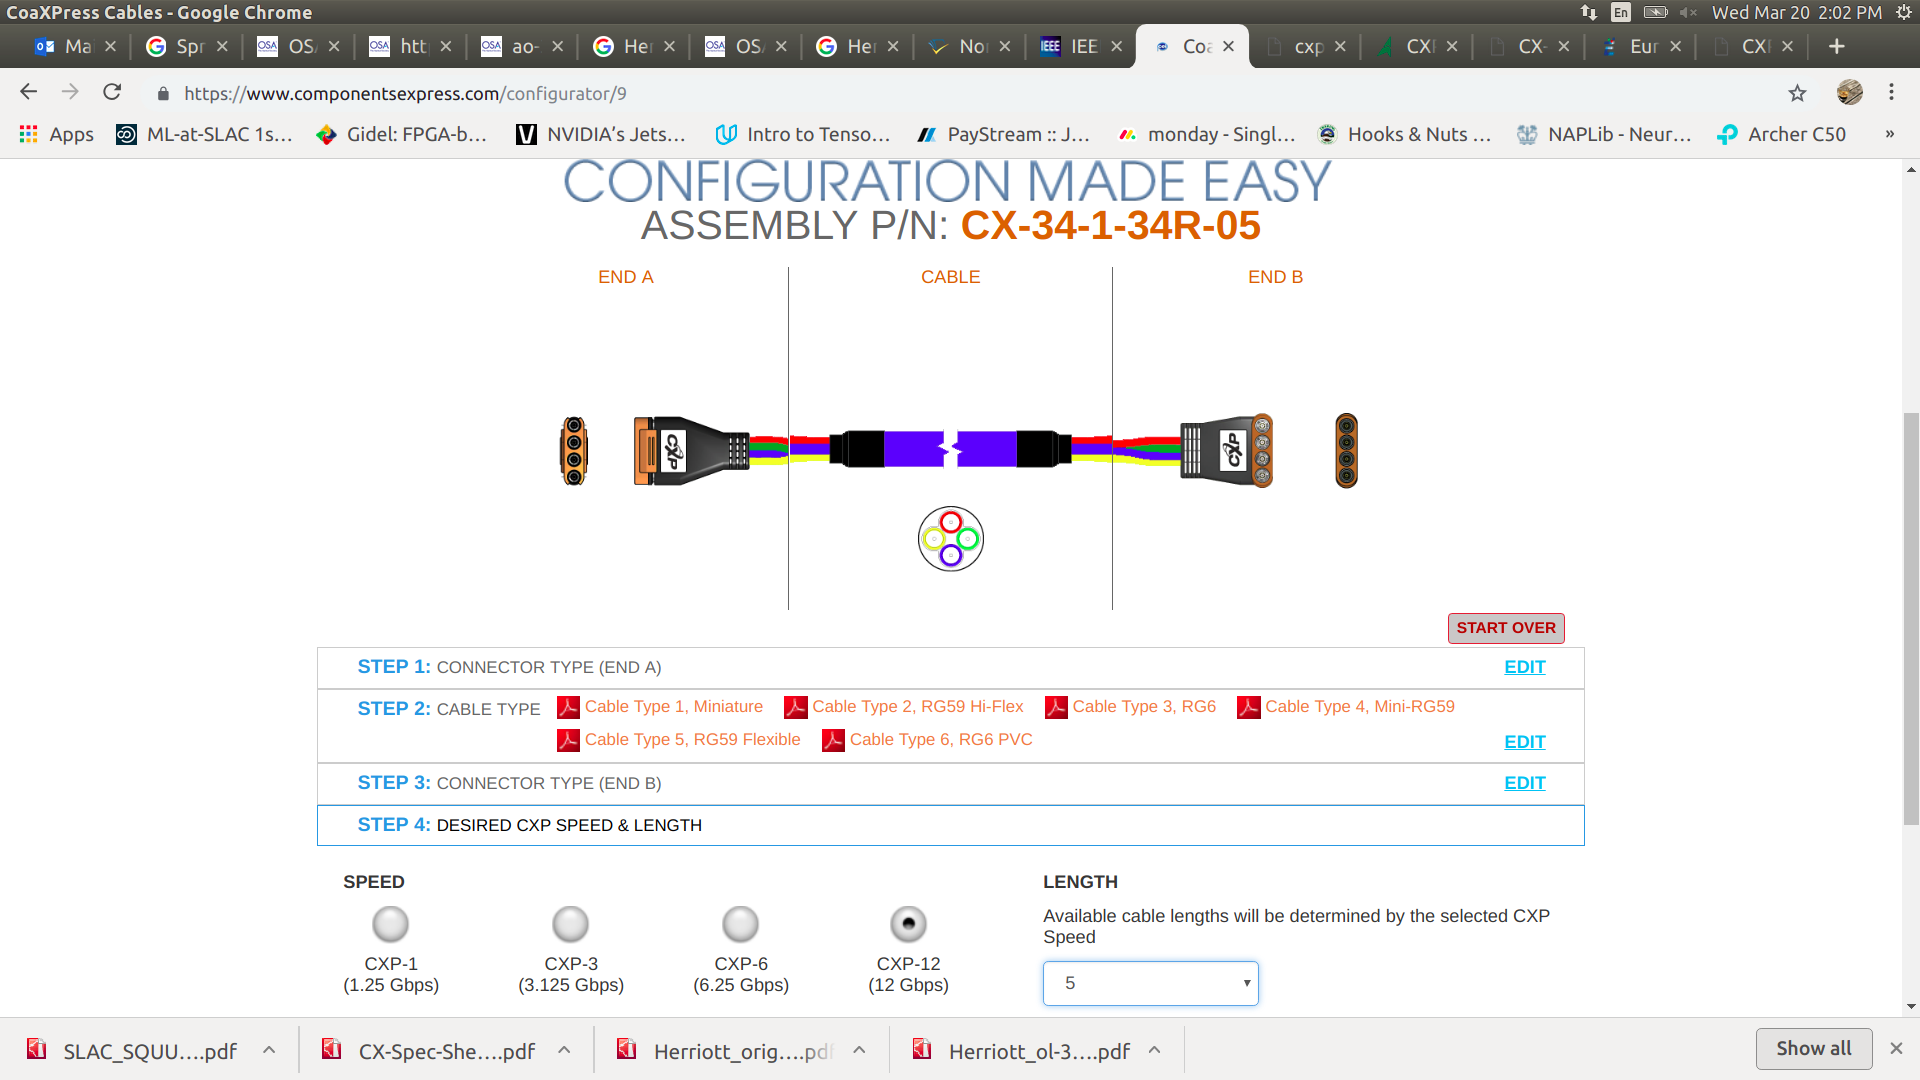 CoaXPress Cables - Google Chrome
En
Wed Mar 20 2:02 PM
Ma
Spr
OSA
OS
OSA
htt
OSA
ao-
Her
OSA
OS
Her
No
IEEE
IEE
Coa
cxp
CX
CX-
Eur
CX
https://www.componentsexpress.com/configurator/9
Apps
ML-at-SLAC 1s...
Gidel: FPGA-b...
NVIDIA’s Jets...
Intro to Tenso...
PayStream :: J...
monday - Singl...
Hooks & Nuts ...
NAPLib - Neur...
Archer C50
»
CONFIGURATION MADE EASY
ASSEMBLY P/N: CX-34-1-34R-05
END A
CABLE
END B
CXP
CXP
START OVER
STEP 1: CONNECTOR TYPE (END A)
EDIT
STEP 2: CABLE TYPE
Cable Type 1, Miniature
Cable Type 2, RG59 Hi-Flex
Cable Type 3, RG6
Cable Type 4, Mini-RG59
Cable Type 5, RG59 Flexible
Cable Type 6, RG6 PVC
EDIT
STEP 3: CONNECTOR TYPE (END B)
EDIT
STEP 4: DESIRED CXP SPEED & LENGTH
SPEED
CXP-1
(1.25 Gbps)
CXP-3
(3.125 Gbps)
CXP-6
(6.25 Gbps)
CXP-12
(12 Gbps)
LENGTH
Available cable lengths will be determined by the selected CXP
Speed
5
SLAC_SQUU....pdf
CX-Spec-She....pdf
Herriott_orig....pdf
Herriott_ol-3....pdf
Show all